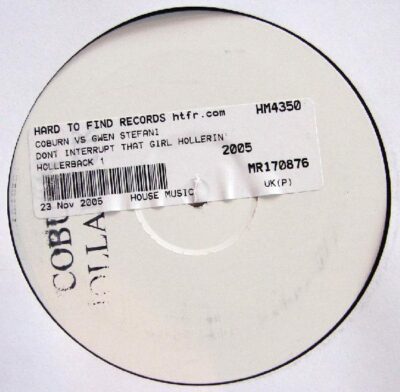 HARD TO FIND RECORDS htfr.com HM4350
COBURN VS GWEN STEFANI
DONT INTERRUPT THAT GIRL HOLLERIN'
HOLLERBACK 1 2005
MR170876
23 Nov 2005 HOUSE MUSIC UK(P)
COBU
OLLA